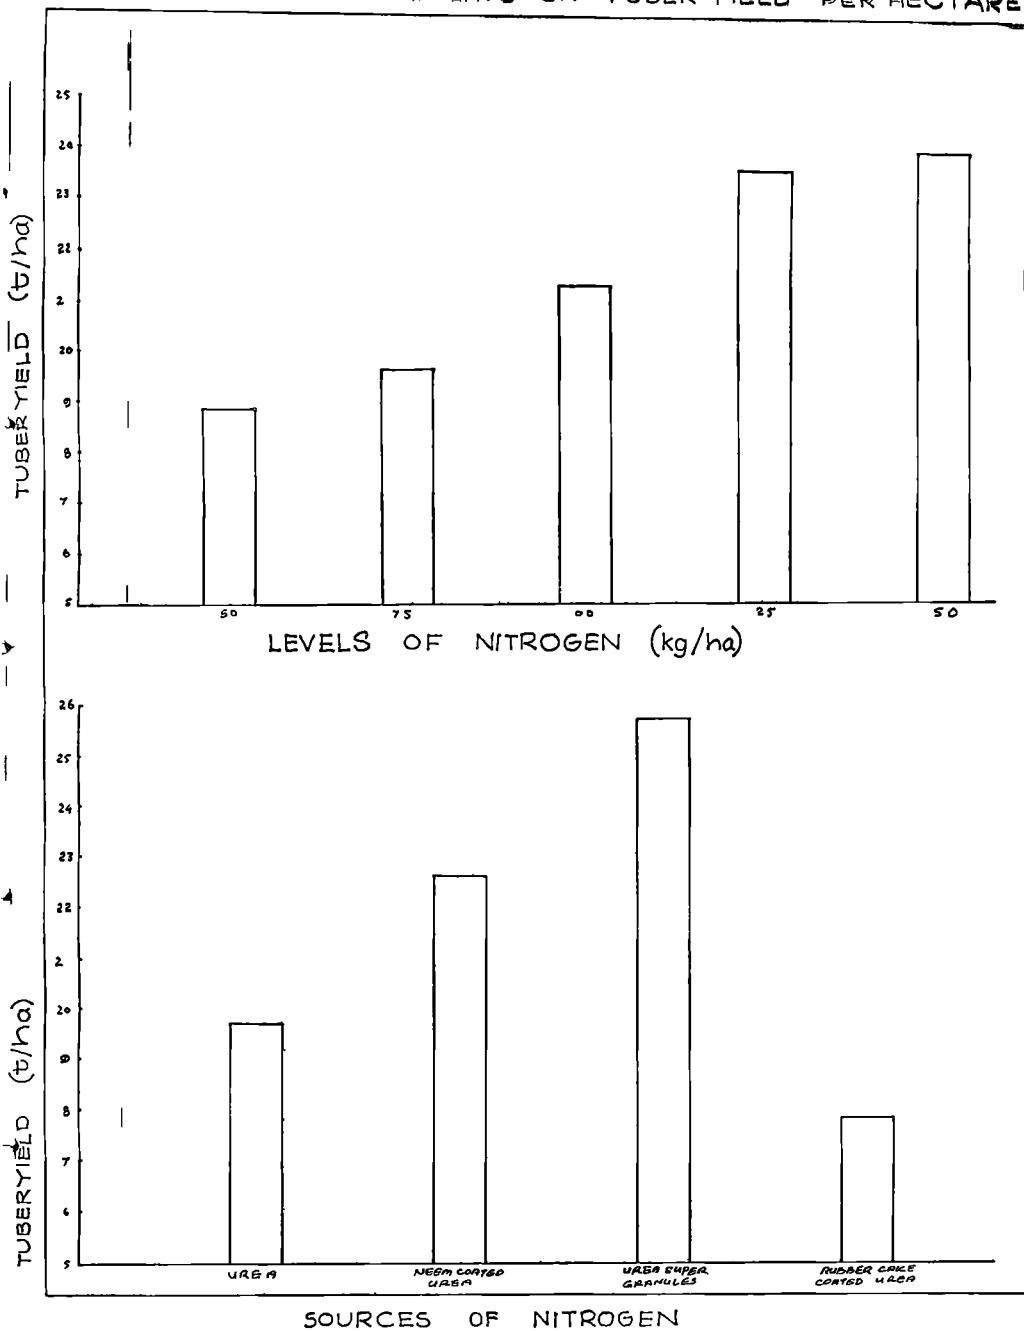 ON TUBER YIELD PER HECTARE
25
24
23
22
2
20
9
8
7
6
5
TUBER YIELD (t/ha)
50 75 00 25 50
LEVELS OF NITROGEN (kg/ha)
26
25
24
23
22
2
20
9
8
7
6
5
TUBER YIELD (t/ha)
UREA NEEM COATED UREA SUPER RUBBER CAKE
UREA GRANULES COATED UREA
SOURCES OF NITROGEN